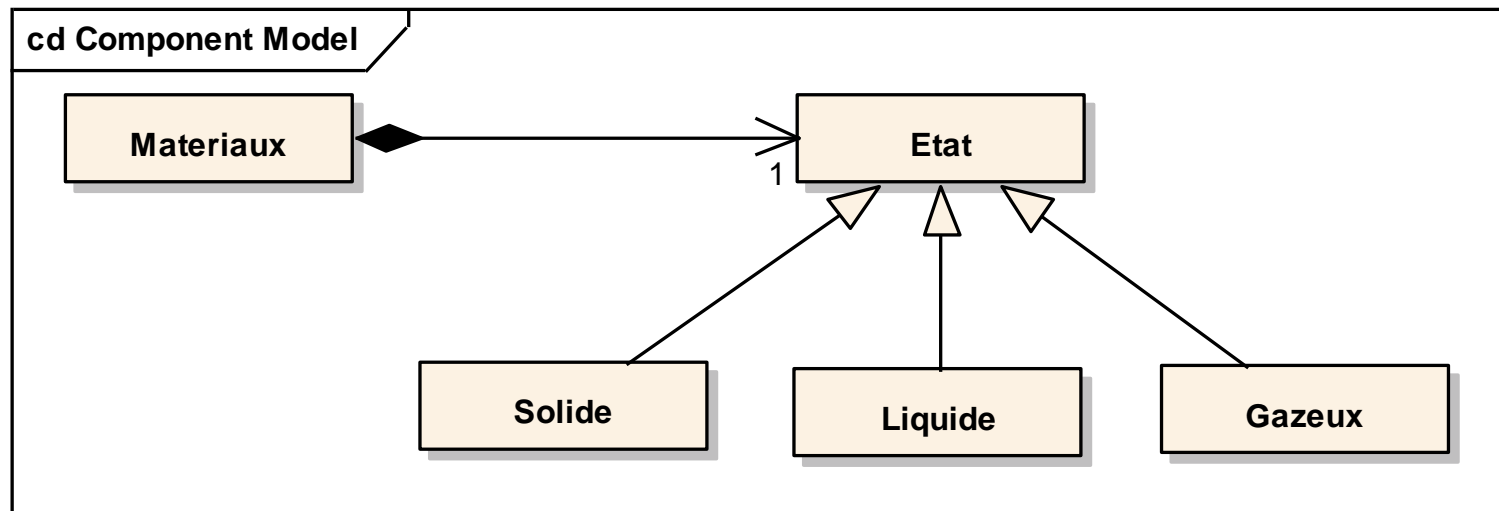 cd Component Model
Materiaux
Etat
1
Solide
Liquide
Gazeux